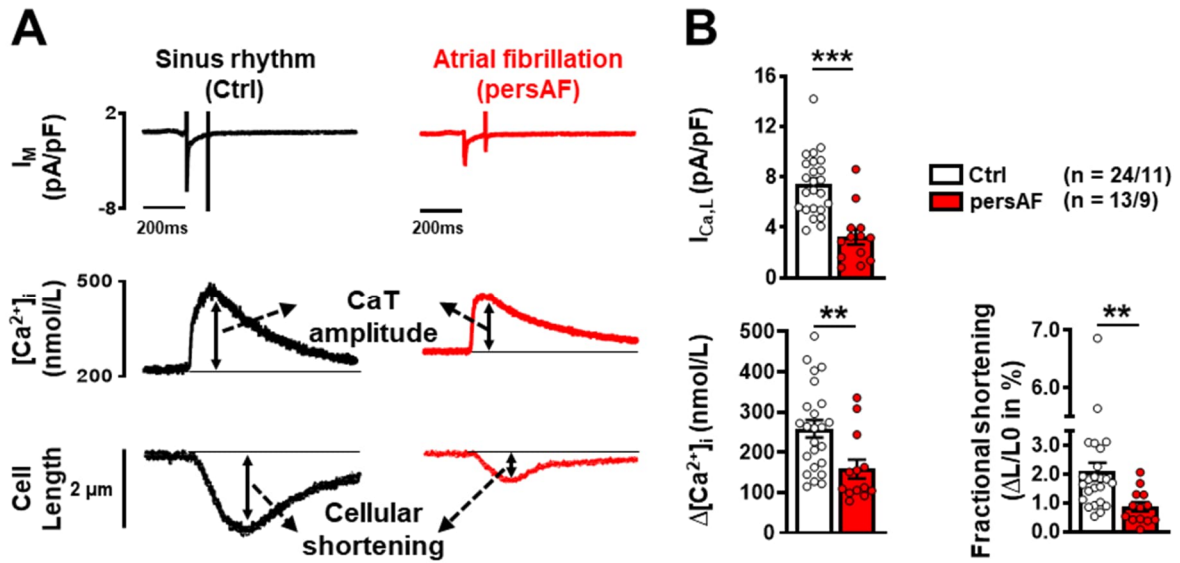 A
Sinus rhythm
(Ctrl)
Atrial fibrillation
(persAF)
I_M
(pA/pF)
2
-8
200ms
200ms
[Ca²⁺]ᵢ
(nmol/L)
500
200
CaT
amplitude
Cell
Length
2 µm
Cellular
shortening
B
I_Ca,L (pA/pF)
16
12
8
4
0
***
Ctrl (n = 24/11)
persAF (n = 13/9)
Δ[Ca²⁺]ᵢ (nmol/L)
500
400
300
200
100
0
**
Fractional shortening
(ΔL/L0 in %)
7.0
6.0
3.0
2.0
1.0
0.0
**